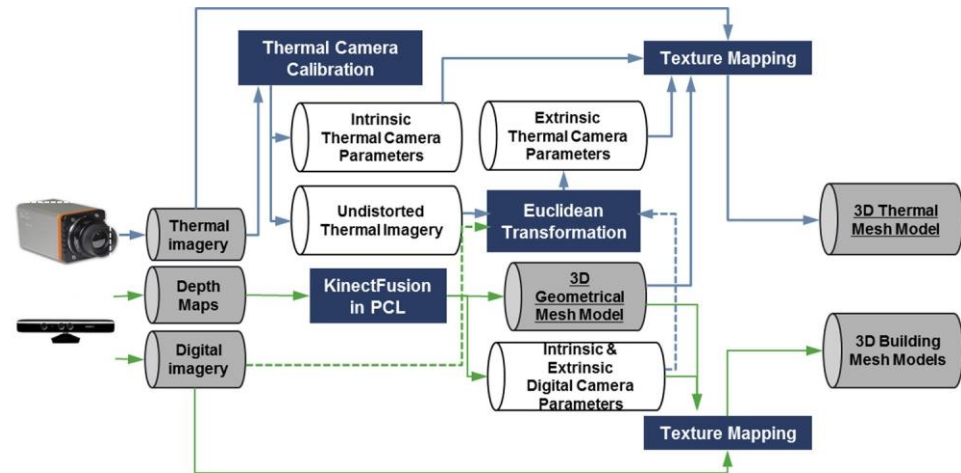 Thermal Camera
Calibration
Texture Mapping
Intrinsic
Thermal Camera
Parameters
Extrinsic
Thermal Camera
Parameters
Thermal
imagery
Undistorted
Thermal Imagery
Euclidean
Transformation
3D Thermal
Mesh Model
Depth
Maps
KinectFusion
in PCL
3D
Geometrical
Mesh Model
Digital
imagery
Intrinsic &
Extrinsic
Digital Camera
Parameters
3D Building
Mesh Models
Texture Mapping